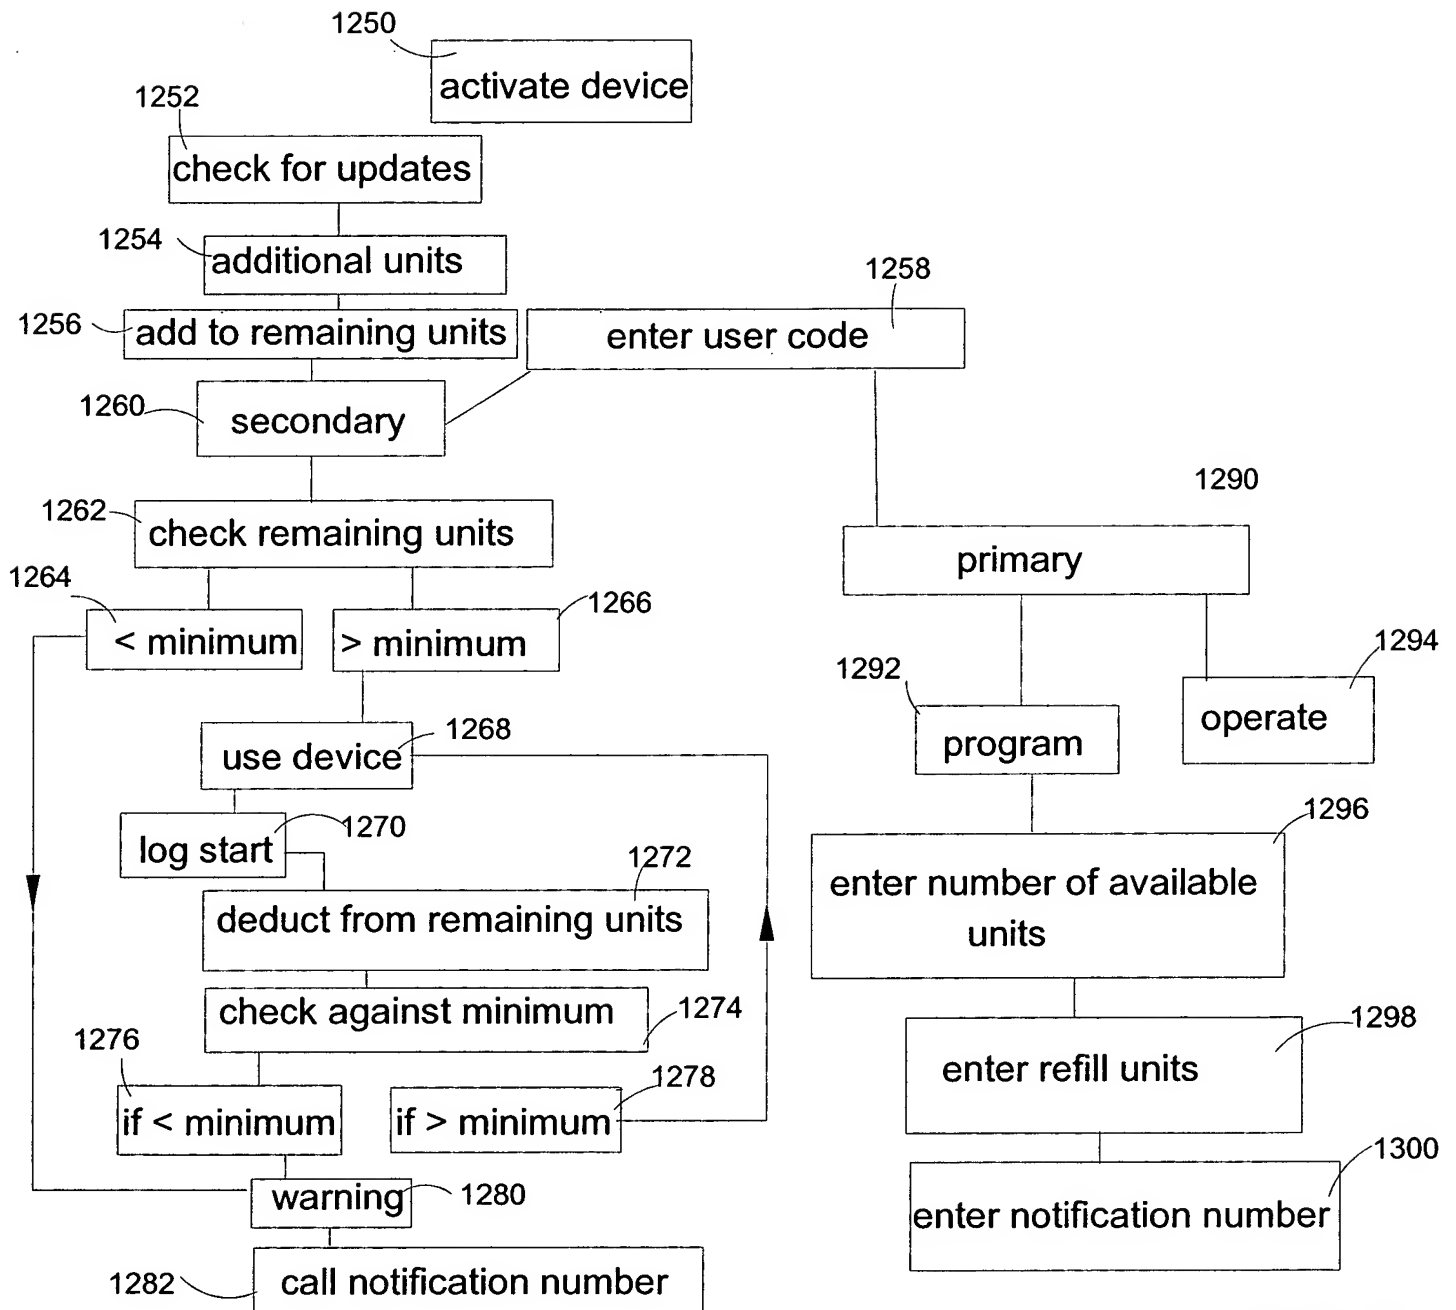 1250
activate device
1252
check for updates
1254
additional units
1256
add to remaining units
1258
enter user code
1260
secondary
1262
check remaining units
1264
< minimum
1266
> minimum
1268
use device
1270
log start
1272
deduct from remaining units
1274
check against minimum
1276
if < minimum
1278
if > minimum
1280
warning
1282
call notification number
1290
primary
1292
program
1294
operate
1296
enter number of available
units
1298
enter refill units
1300
enter notification number